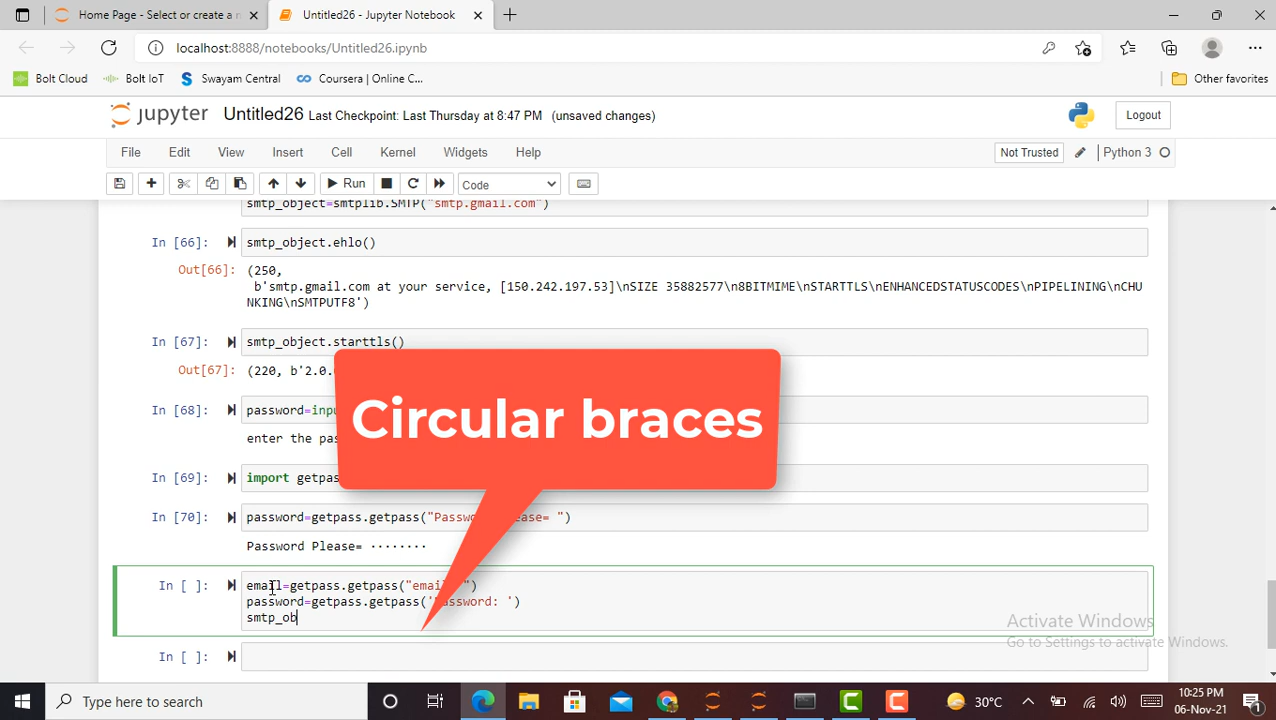 Home Page - Select or create a n
Untitled26 - Jupyter Notebook
localhost:8888/notebooks/Untitled26.ipynb
Bolt Cloud
Bolt IoT
Swayam Central
Coursera | Online C...
Other favorites
jupyter Untitled26 Last Checkpoint: Last Thursday at 8:47 PM (unsaved changes)
Logout
File Edit View Insert Cell Kernel Widgets Help
Not Trusted
Python 3
Run
Code
smtp_object=smtplib.SMTP("smtp.gmail.com")
In [66]: smtp_object.ehlo()
Out[66]: (250,
b'smtp.gmail.com at your service, [150.242.197.53]\nSIZE 35882577\n8BITMIME\nSTARTTLS\nENHANCEDSTATUSCODES\nPIPELINING\nCHU
NKING\nSMTPUTF8')
In [67]: smtp_object.starttls()
Out[67]: (220, b'2.0.
In [68]: password=inpu
enter the pa
In [69]: import getpas
In [70]: password=getpass.getpass("Passw
ease= ")
Password Please= ········
Circular braces
In [ ]: email=getpass.getpass("email
")
password=getpass.getpass('Password: ')
smtp_ob
In [ ]:
Activate Windows
Go to Settings to activate Windows.
Type here to search
30°C
10:25 PM
06-Nov-21
1